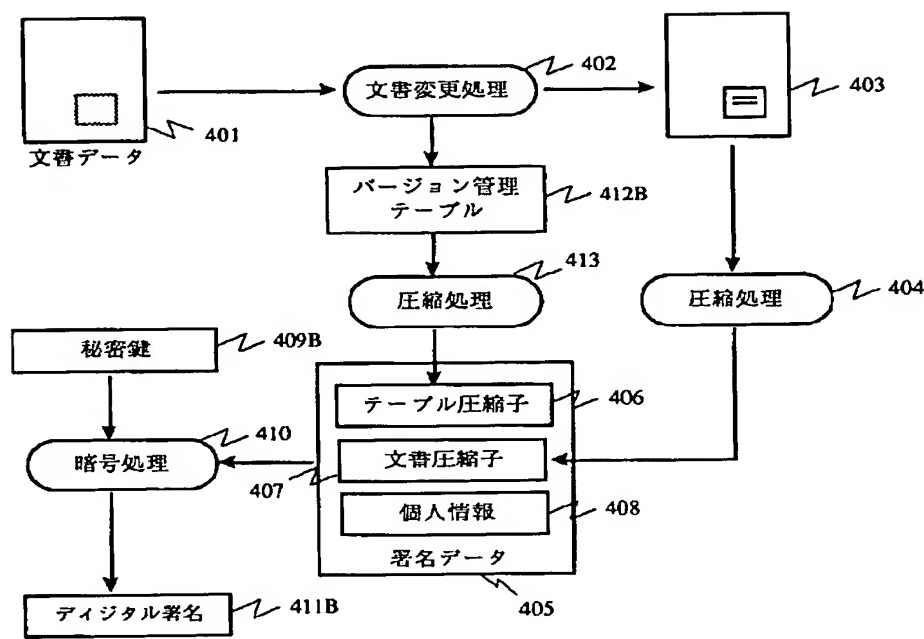 402
文書変更処理
403
401
文書データ
バージョン管理
テーブル
412B
413
圧縮処理
圧縮処理
404
秘密鍵
409B
テーブル圧縮子
406
410
暗号処理
文書圧縮子
407
個人情報
408
署名データ
405
ディジタル署名
411B